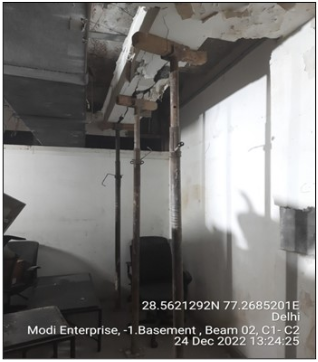 28.5621292N 77.2685201E
Delhi
Modi Enterprise, -1.Basement , Beam 02, C1- C2
24 Dec 2022 13:24:25